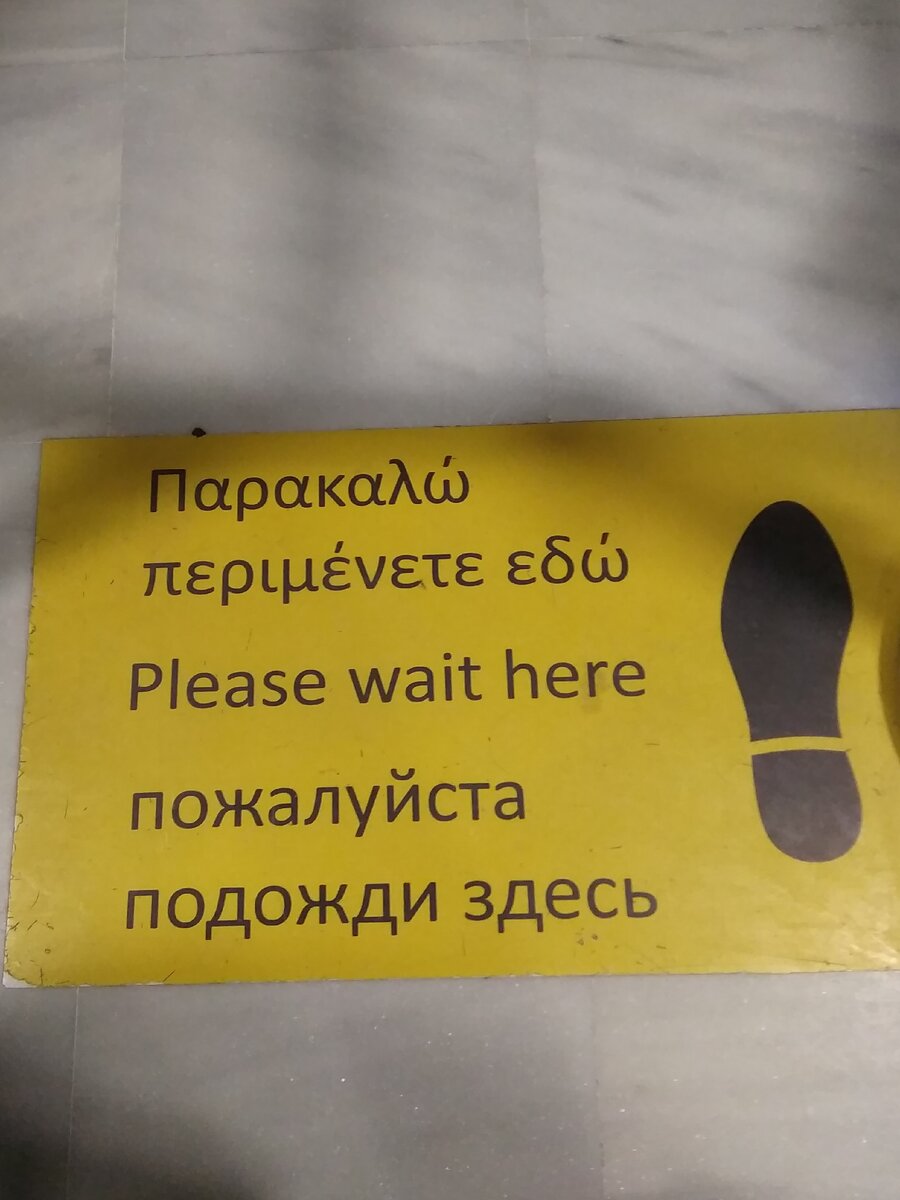 Παρακαλώ
περιμένετε εδώ
Please wait here
пожалуйста
подожди здесь